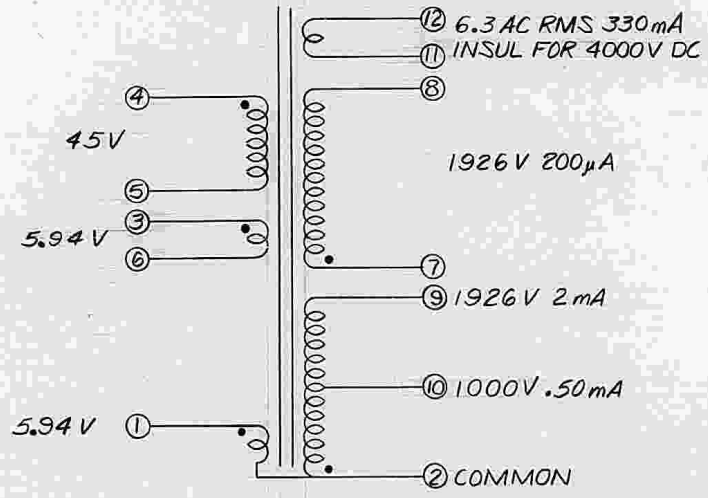 ⑫ 6.3 AC RMS 330mA
⑪ INSUL FOR 4000V DC
④
⑧
45V
1926V 200µA
⑤
③
5.94V
⑥
⑦
⑨ 1926V 2mA
⑩ 1000V .50mA
5.94V ①
② COMMON